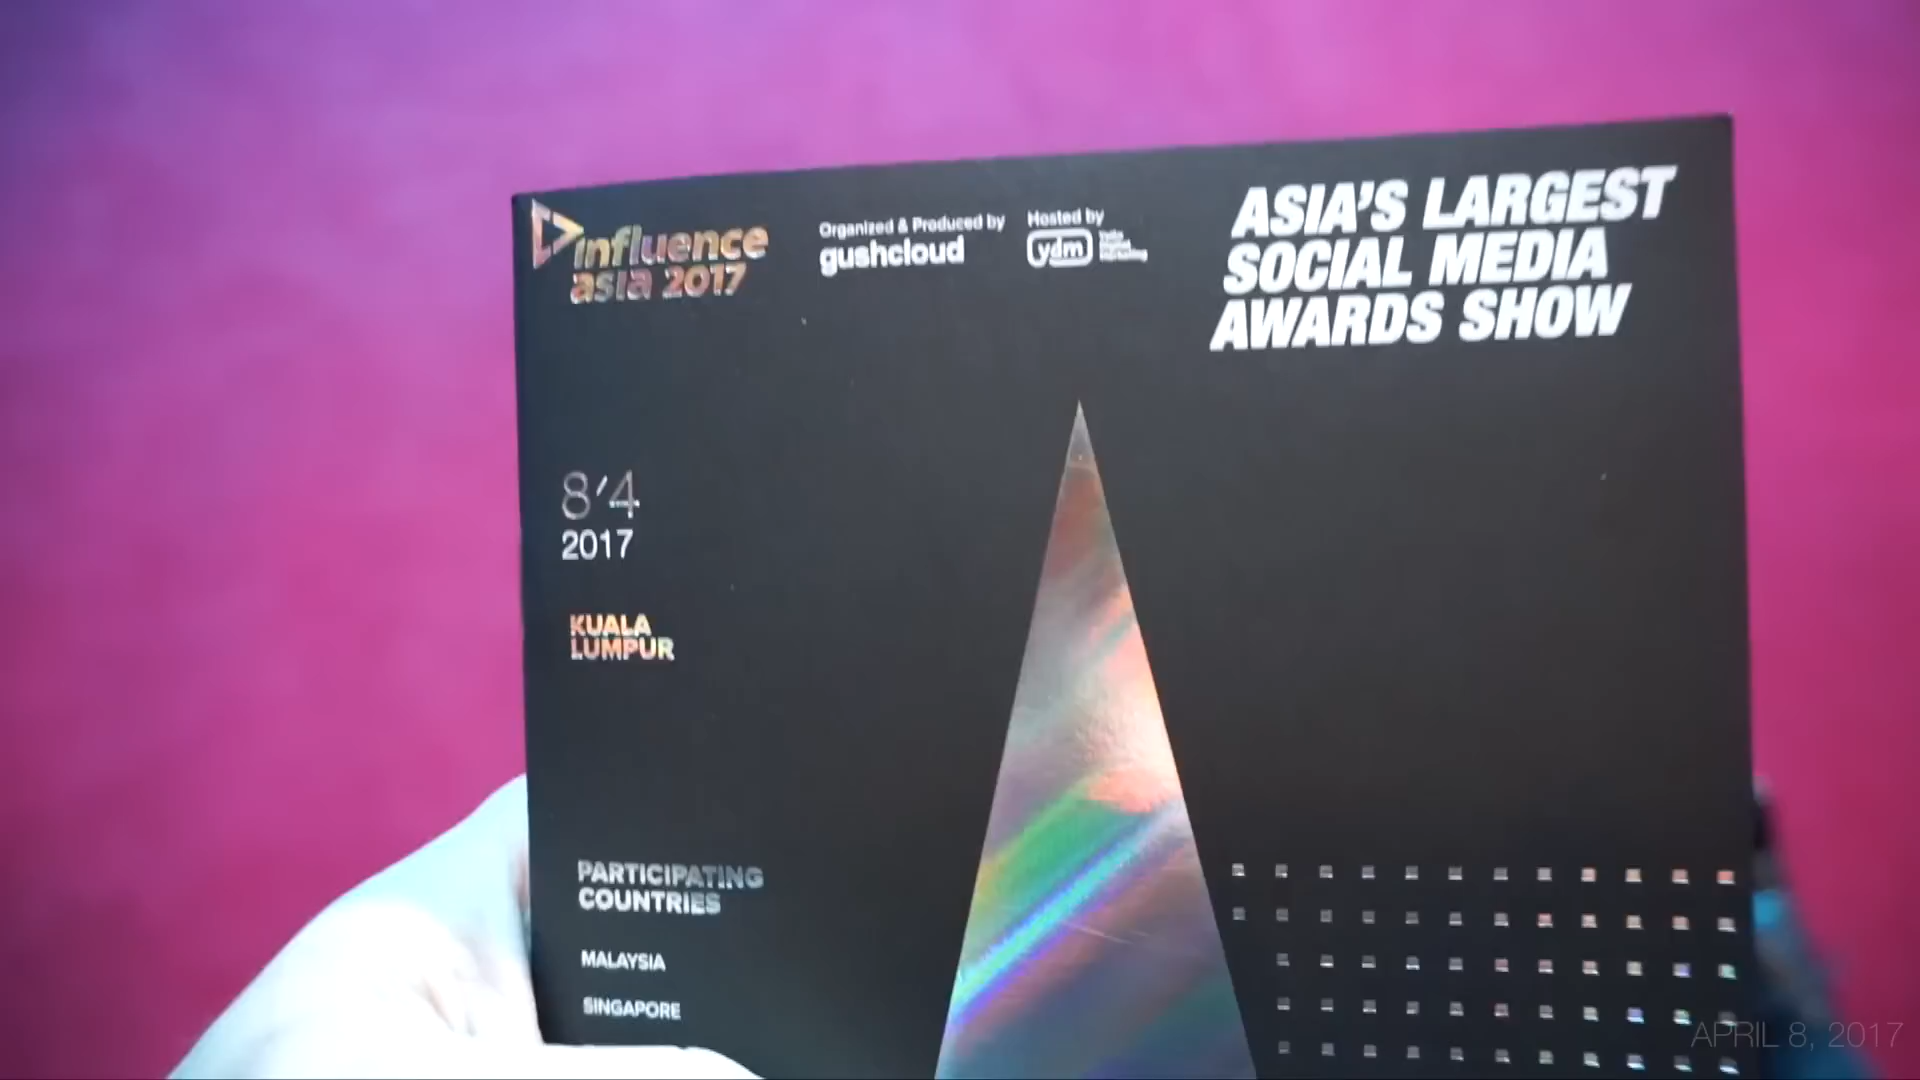 influence
asia 2017
Organized & Produced by
gushcloud
Hosted by
ydm
ASIA'S LARGEST
SOCIAL MEDIA
AWARDS SHOW
8'4
2017
KUALA
LUMPUR
PARTICIPATING
COUNTRIES
MALAYSIA
SINGAPORE
APRIL 8, 2017